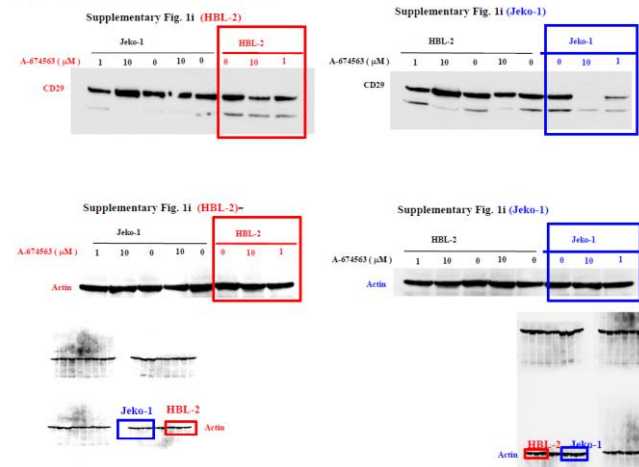 Supplementary Fig. 1i (HBL-2)
Jeko-1 HBL-2
A-674563 ( μM ) 1 10 0 10 0 0 10 1
CD29
Supplementary Fig. 1i (Jeko-1)
HBL-2 Jeko-1
A-674563 ( μM ) 1 10 0 10 0 0 10 1
CD29
Supplementary Fig. 1i (HBL-2)-
Jeko-1 HBL-2
A-674563 ( μM ) 1 10 0 10 0 0 10 1
Actin
Supplementary Fig. 1i (Jeko-1)
HBL-2 Jeko-1
A-674563 ( μM ) 1 10 0 10 0 0 10 1
Actin
Jeko-1 HBL-2
Actin
HBL-2 Jeko-1
Actin